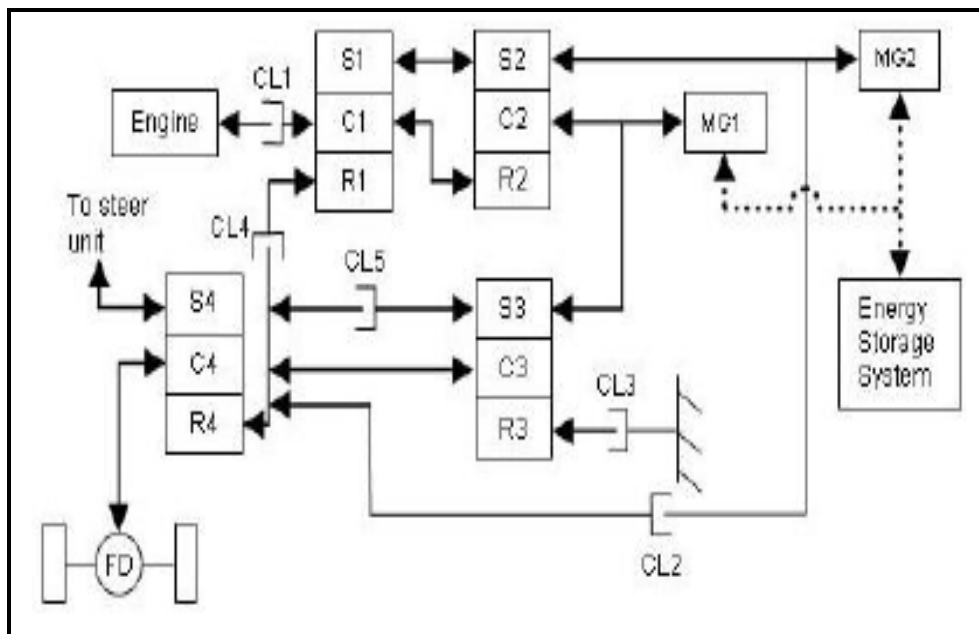 CL1
S1
S2
MG2
Engine
C1
C2
MG1
R1
R2
To steer
unit
CL4
CL5
S4
S3
Energy
Storage
System
C4
C3
CL3
R4
R3
CL2
FD